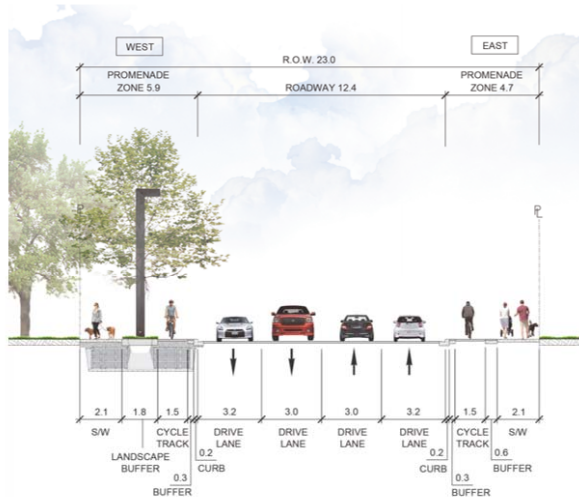 WEST
EAST
R.O.W. 23.0
PROMENADE
ZONE 5.9
ROADWAY 12.4
PROMENADE
ZONE 4.7
PL
2.1
1.8
1.5
3.2
3.0
3.0
3.2
1.5
2.1
S/W
LANDSCAPE
BUFFER
CYCLE
TRACK
0.3
BUFFER
0.2
CURB
DRIVE
LANE
DRIVE
LANE
DRIVE
LANE
DRIVE
LANE
0.2
CURB
CYCLE
TRACK
0.3
BUFFER
0.6
BUFFER
S/W